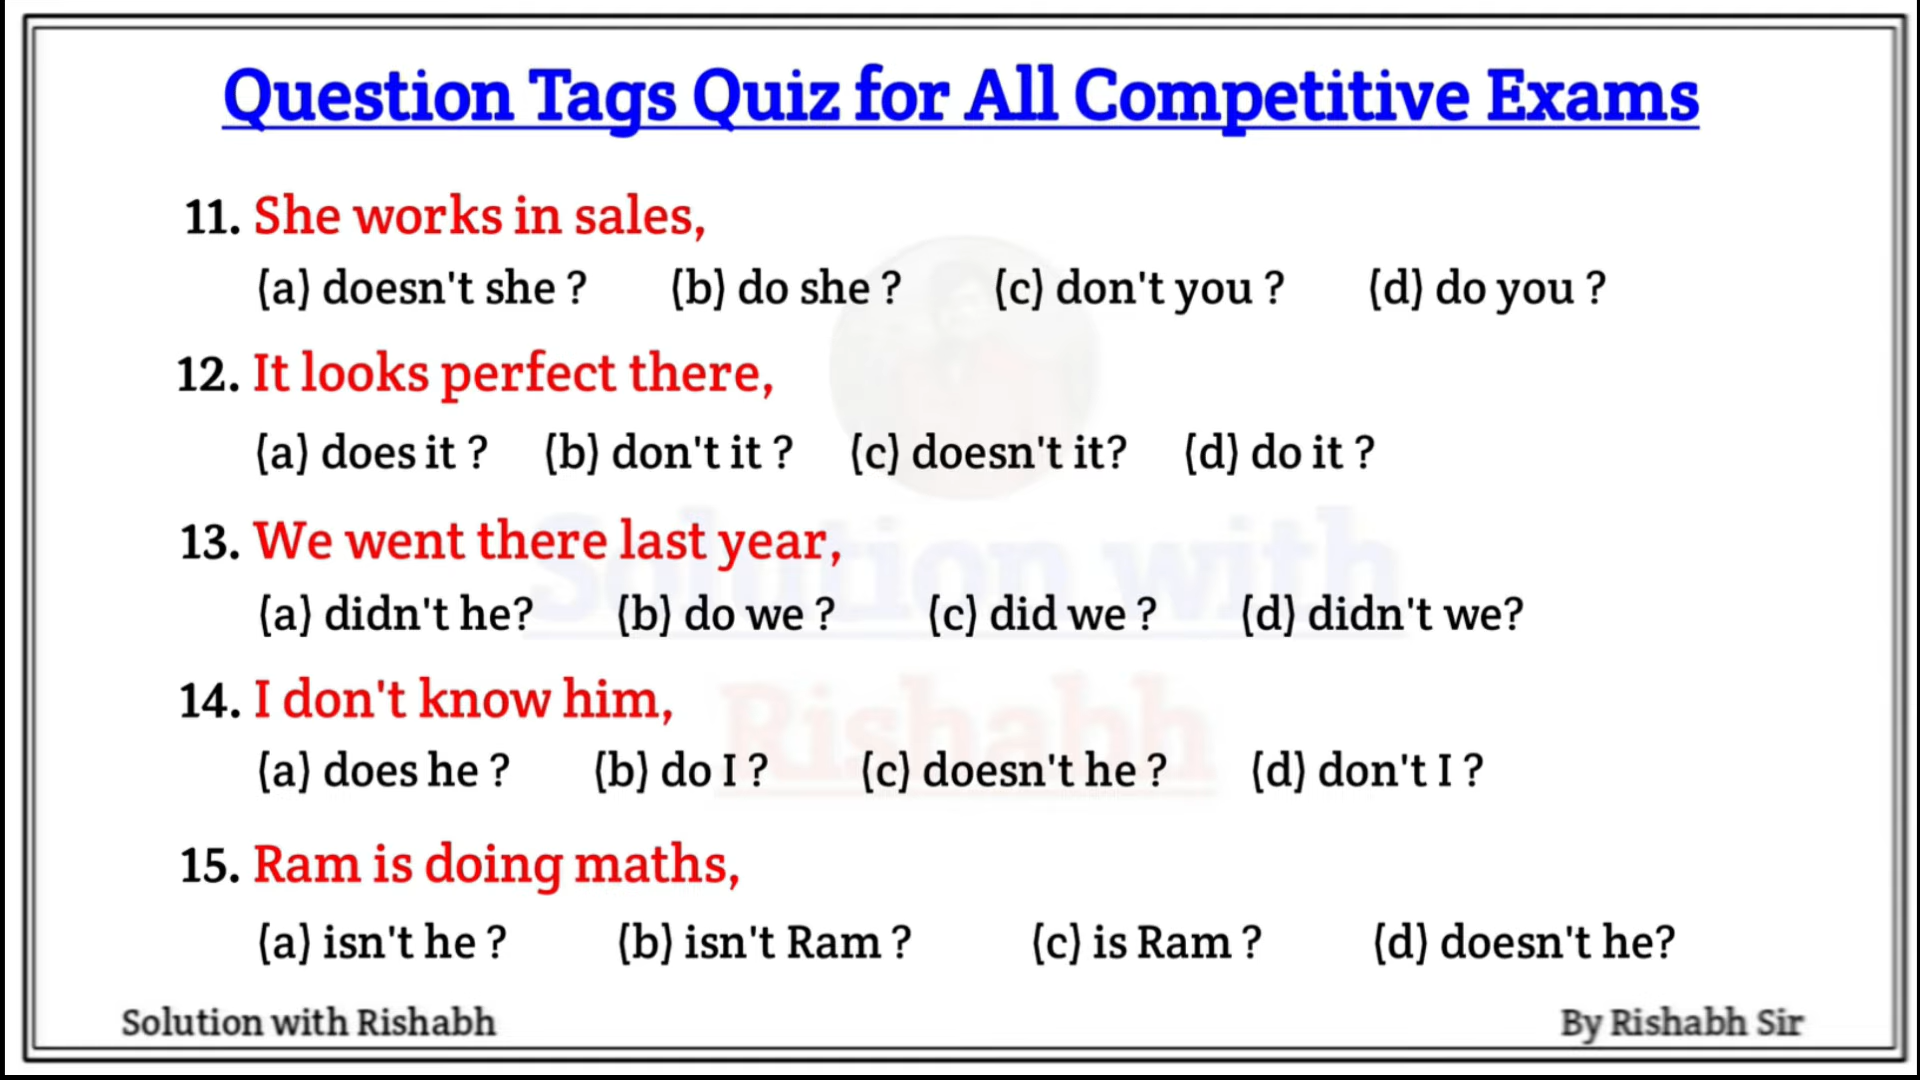 Question Tags Quiz for All Competitive Exams
11. She works in sales,
(a) doesn't she ? (b) do she ? (c) don't you ? (d) do you ?
12. It looks perfect there,
(a) does it ? (b) don't it ? (c) doesn't it? (d) do it ?
13. We went there last year,
(a) didn't he? (b) do we ? (c) did we ? (d) didn't we?
14. I don't know him,
(a) does he ? (b) do I ? (c) doesn't he ? (d) don't I ?
15. Ram is doing maths,
(a) isn't he ? (b) isn't Ram ? (c) is Ram ? (d) doesn't he?
Solution with Rishabh By Rishabh Sir
Solution with
Rishabh